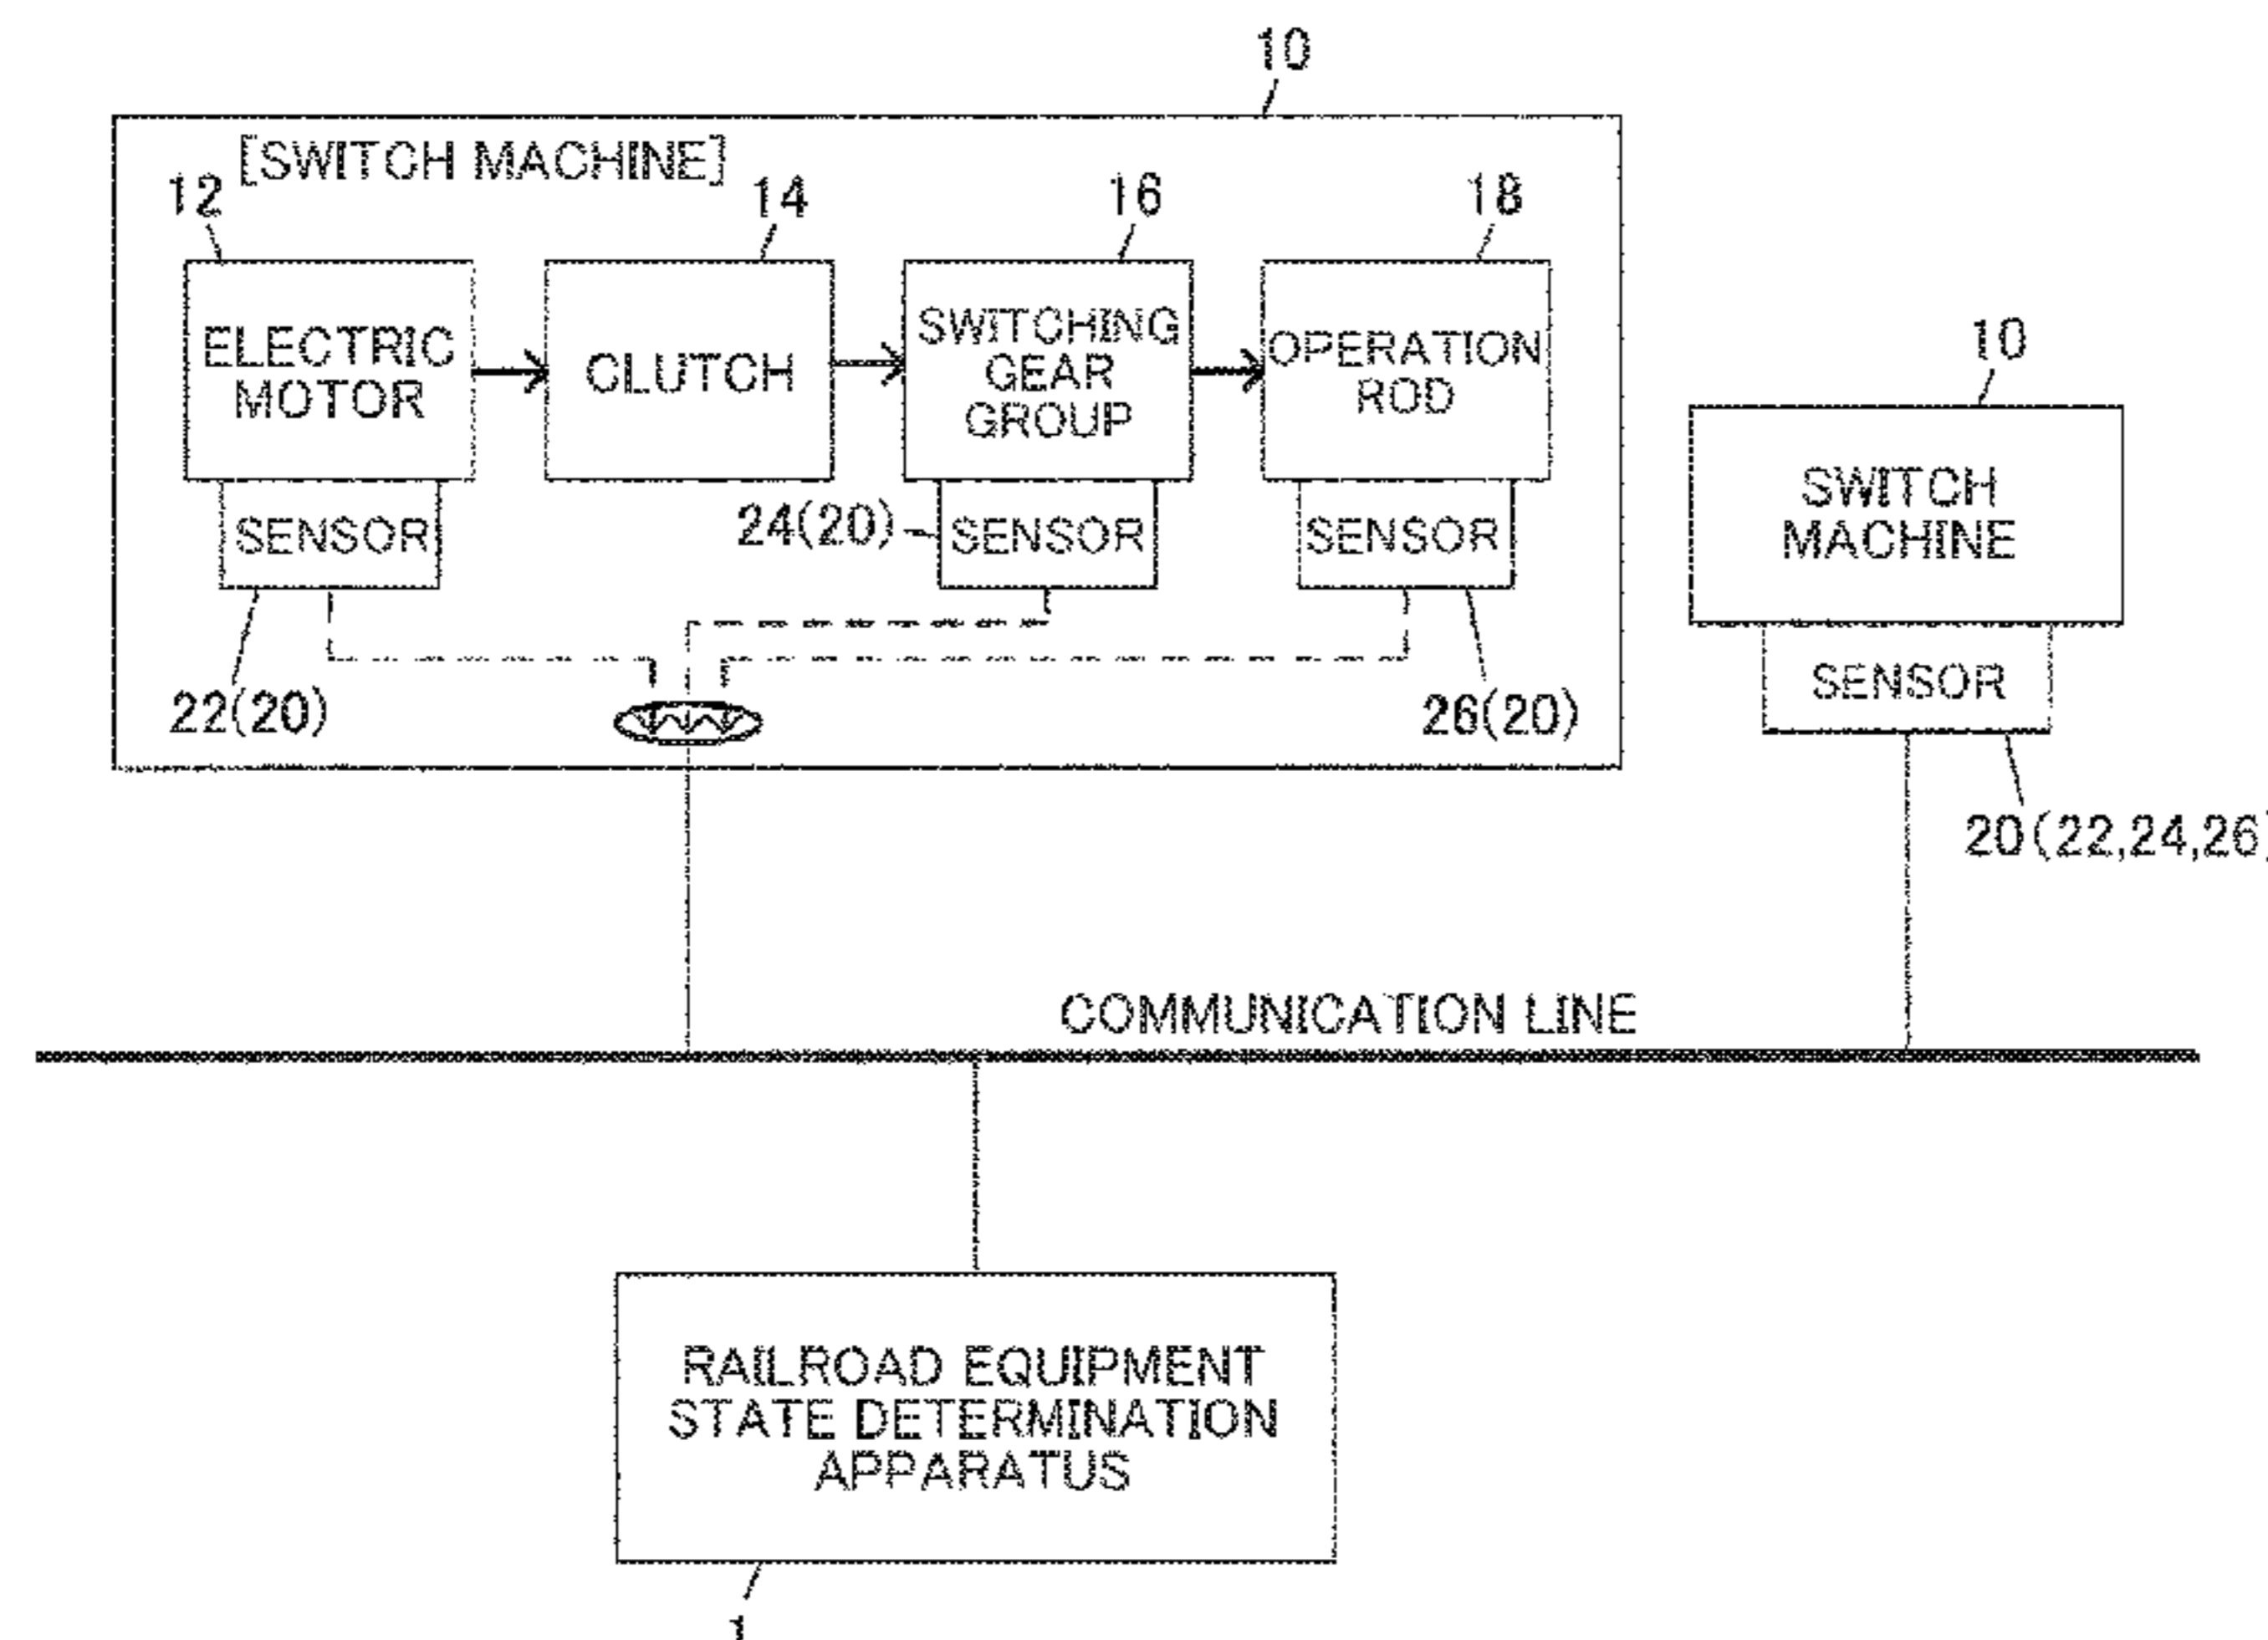 10
[SWITCH MACHINE]
12
14
16
18
ELECTRIC
MOTOR
CLUTCH
SWITCHING
GEAR
GROUP
OPERATION
ROD
SENSOR
24(20)
SENSOR
SENSOR
22(20)
26(20)
10
SWITCH
MACHINE
SENSOR
20(22,24,26)
COMMUNICATION LINE
RAILROAD EQUIPMENT
STATE DETERMINATION
APPARATUS
1